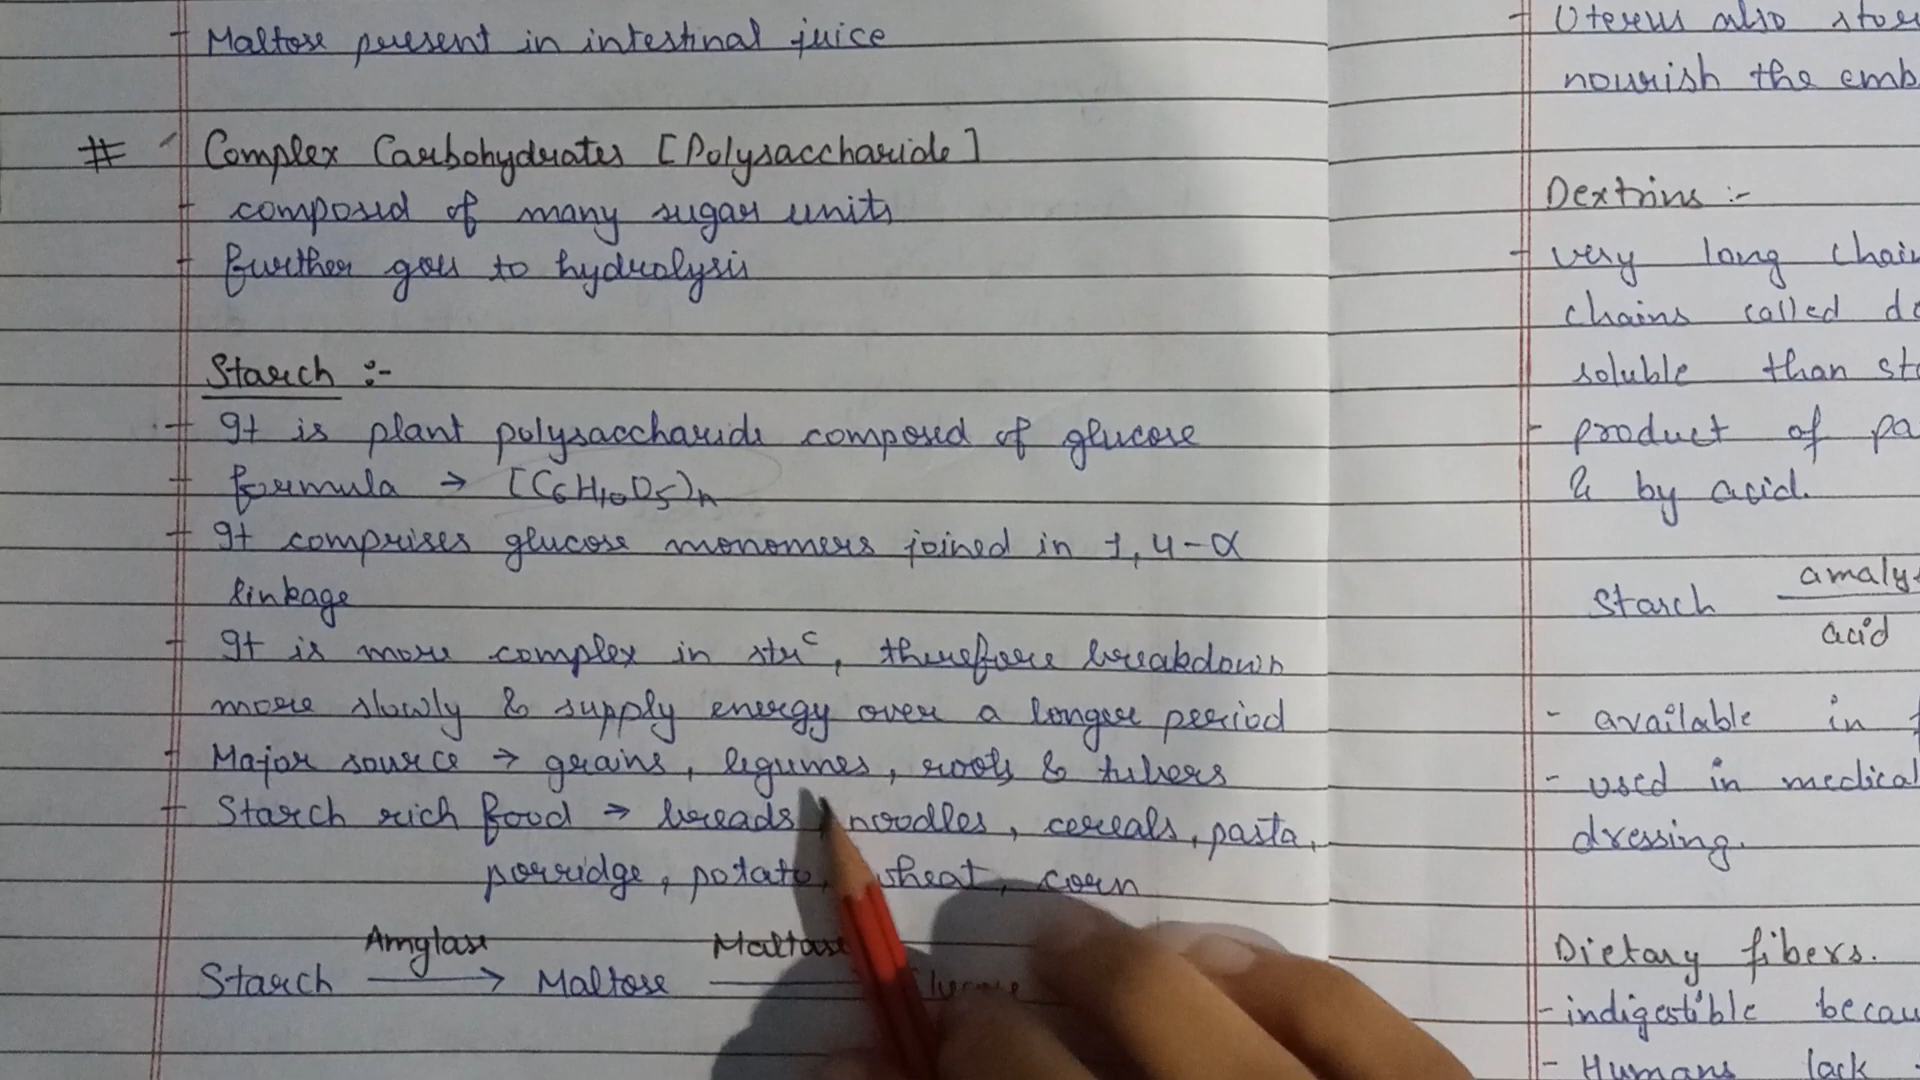 - Maltose present in intestinal juice
# Complex Carbohydrates [Polysaccharide]
- composed of many sugar units
- further goes to hydrolysis
Starch :-
- It is plant polysaccharide composed of glucose
- formula → [C6H10O5)n
- It comprises glucose monomers joined in 1,4-α
linkage
- It is more complex in struc, therefore breakdown
more slowly & supply energy over a longer period
- Major source → grains, legumes, roots & tubers
- Starch rich food → breads, noodles, cereals, pasta,
porridge, potato, wheat, corn
Starch Amylase → Maltose Maltase
- Uterus also
nourish the
Dextrins :-
- very long
chains called
soluble than
- product of
& by acid.
Starch
acid
- available in
- used in medical
dressing.
Dietary fibers.
- indigestible
- Humans lack